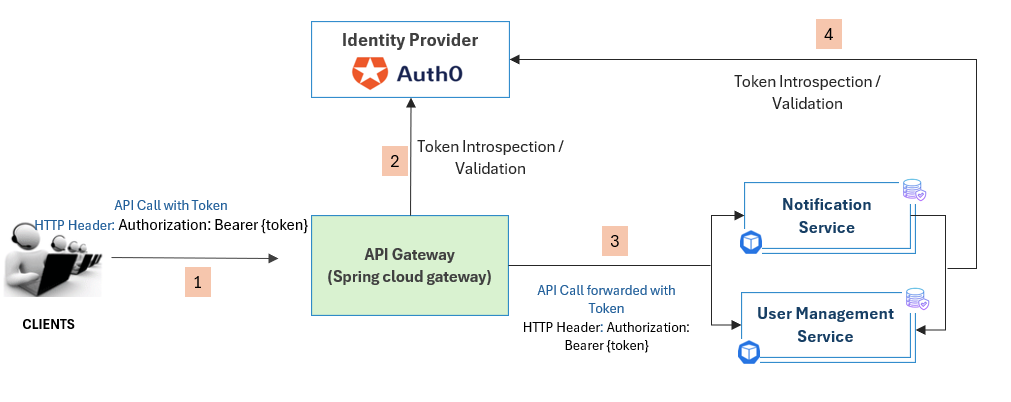 Identity Provider
Auth0
4
Token Introspection /
Validation
2
Token Introspection /
Validation
API Call with Token
HTTP Header: Authorization: Bearer {token}
1
CLIENTS
API Gateway
(Spring cloud gateway)
3
API Call forwarded with
Token
HTTP Header: Authorization:
Bearer {token}
Notification
Service
User Management
Service